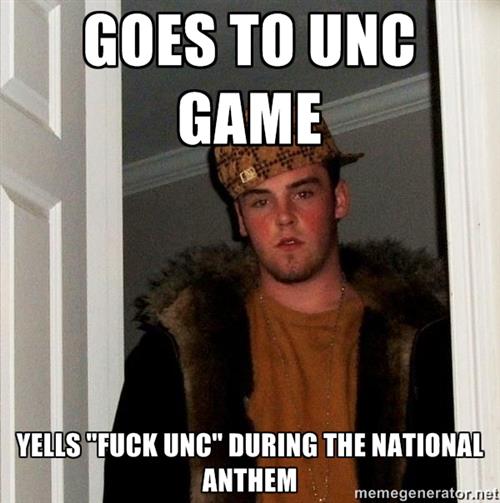 GOES TO UNC
GAME
YELLS "FUCK UNC" DURING THE NATIONAL
ANTHEM
memegenerator.net